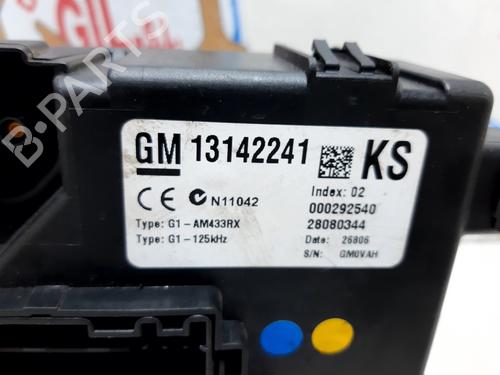 B-PARTS
GM 13142241 KS
CE N11042
Index: 02
000292540
Type: G1-AM433RX
28080344
Type: G1-125kHz
Date: 26806
S/N: GM0VAH